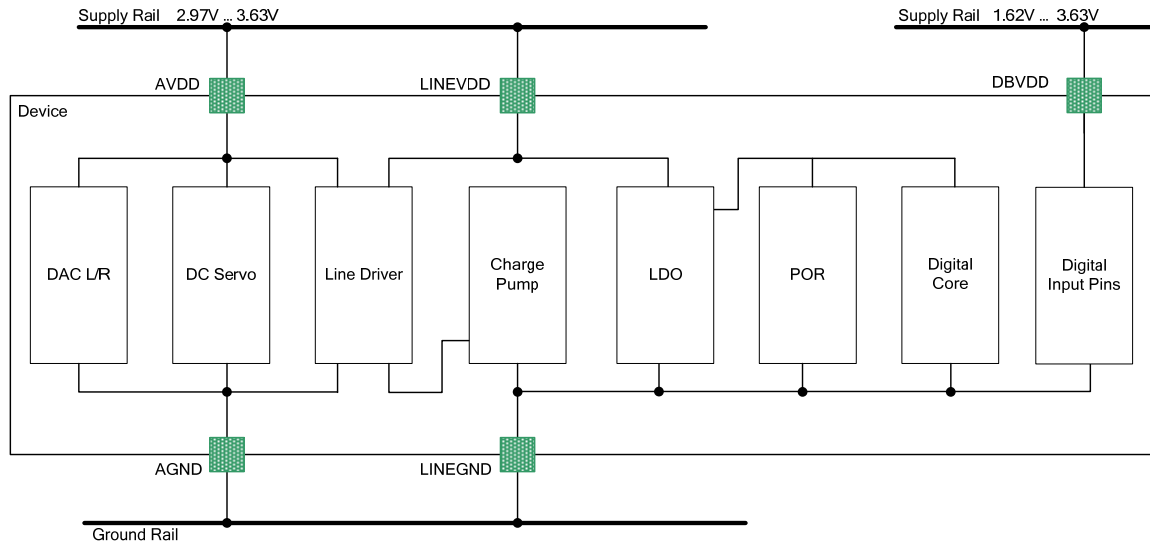 Supply Rail 2.97V ... 3.63V
Supply Rail 1.62V ... 3.63V
AVDD
LINEVDD
DBVDD
Device
DAC L/R
DC Servo
Line Driver
Charge
Pump
LDO
POR
Digital
Core
Digital
Input Pins
AGND
LINEGND
Ground Rail